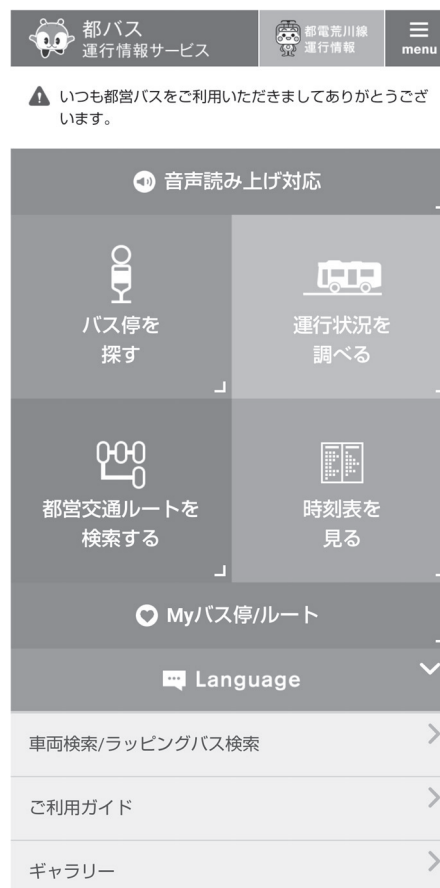 都バス
運行情報サービス
都電荒川線
運行情報
menu
いつも都営バスをご利用いただきましてありがとうござ
います。
音声読み上げ対応
バス停を
探す
運行状況を
調べる
都営交通ルートを
検索する
時刻表を
見る
Myバス停/ルート
Language
車両検索/ラッピングバス検索
ご利用ガイド
ギャラリー